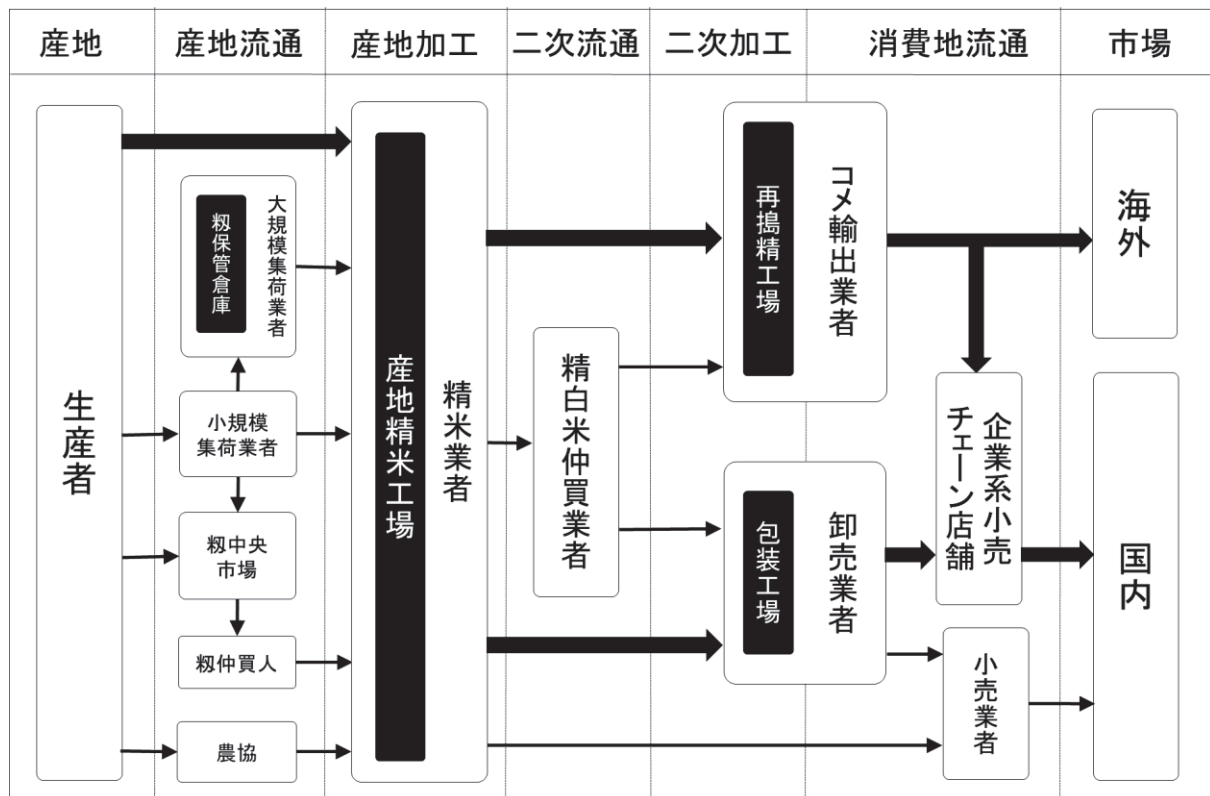 産地
産地流通
産地加工
二次流通
二次加工
消費地流通
市場
生産者
籾保管倉庫
大規模集荷業者
小規模
集荷業者
籾中央
市場
籾仲買人
農協
産地精米工場
精米業者
精白米仲買業者
再搗精工場
コメ輸出業者
包装工場
卸売業者
企業系小売
チェーン店舗
小売業者
海外
国内